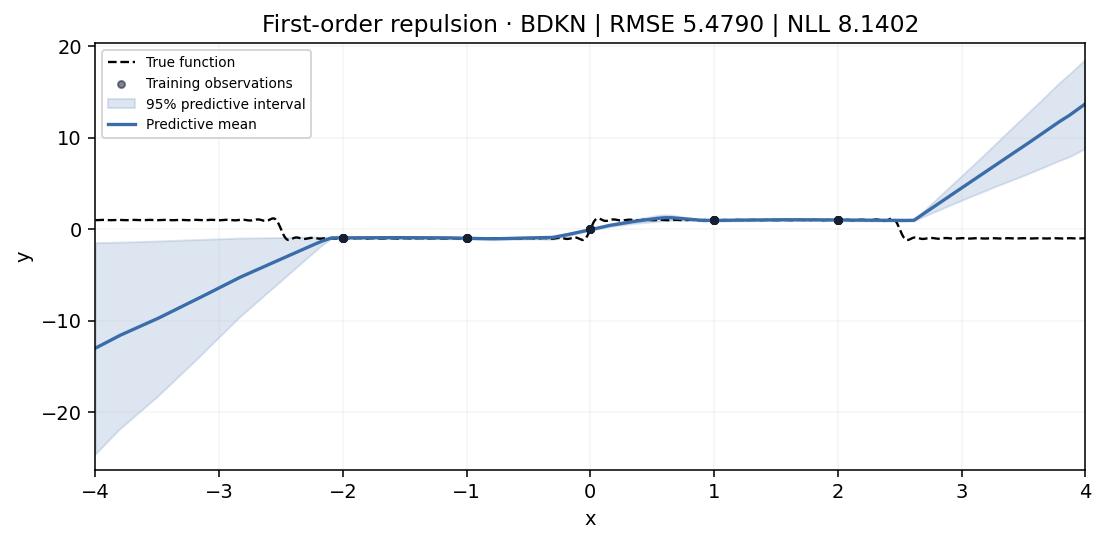 First-order repulsion · BDKN | RMSE 5.4790 | NLL 8.1402
True function
Training observations
95% predictive interval
Predictive mean
20
10
0
−10
−20
y
−4 −3 −2 −1 0 1 2 3 4
x